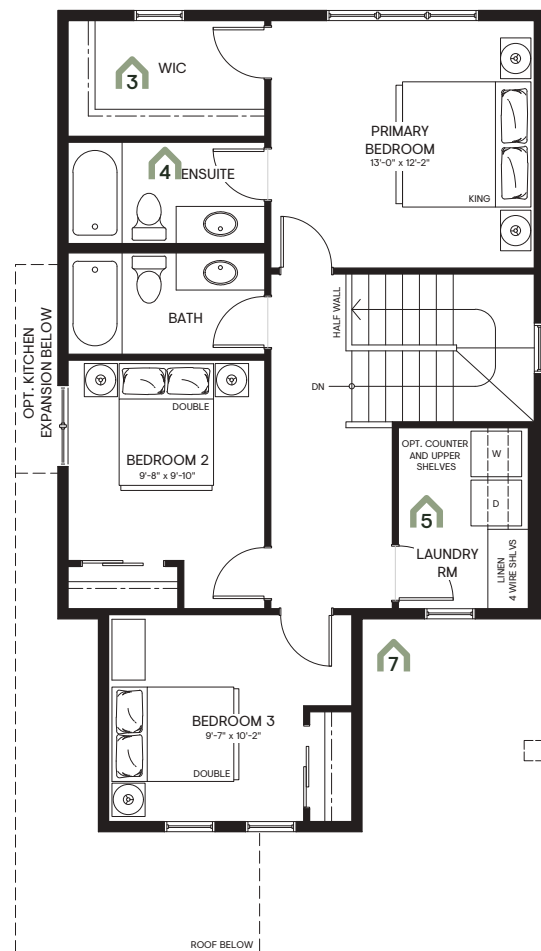 3
WIC
4
ENSUITE
PRIMARY
BEDROOM
13'-0" x 12'-2"
KING
BATH
HALF WALL
DN
OPT. KITCHEN
EXPANSION BELOW
DOUBLE
BEDROOM 2
9'-8" x 9'-10"
OPT. COUNTER
AND UPPER
SHELVES
W
D
5
LAUNDRY
RM
LINEN
4 WIRE SHLVS
7
BEDROOM 3
9'-7" x 10'-2"
DOUBLE
ROOF BELOW